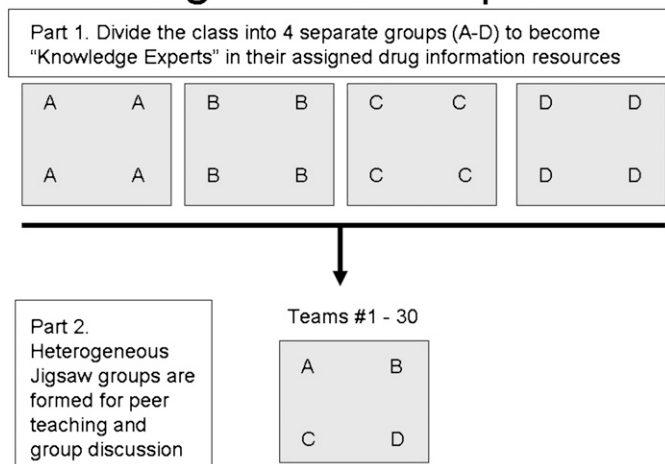 Part 1. Divide the class into 4 separate groups (A-D) to become
“Knowledge Experts” in their assigned drug information resources
A A B B C C D D
A A B B C C D D
Teams #1 - 30
Part 2.
Heterogeneous
Jigsaw groups are
formed for peer
teaching and
group discussion
A B
C D